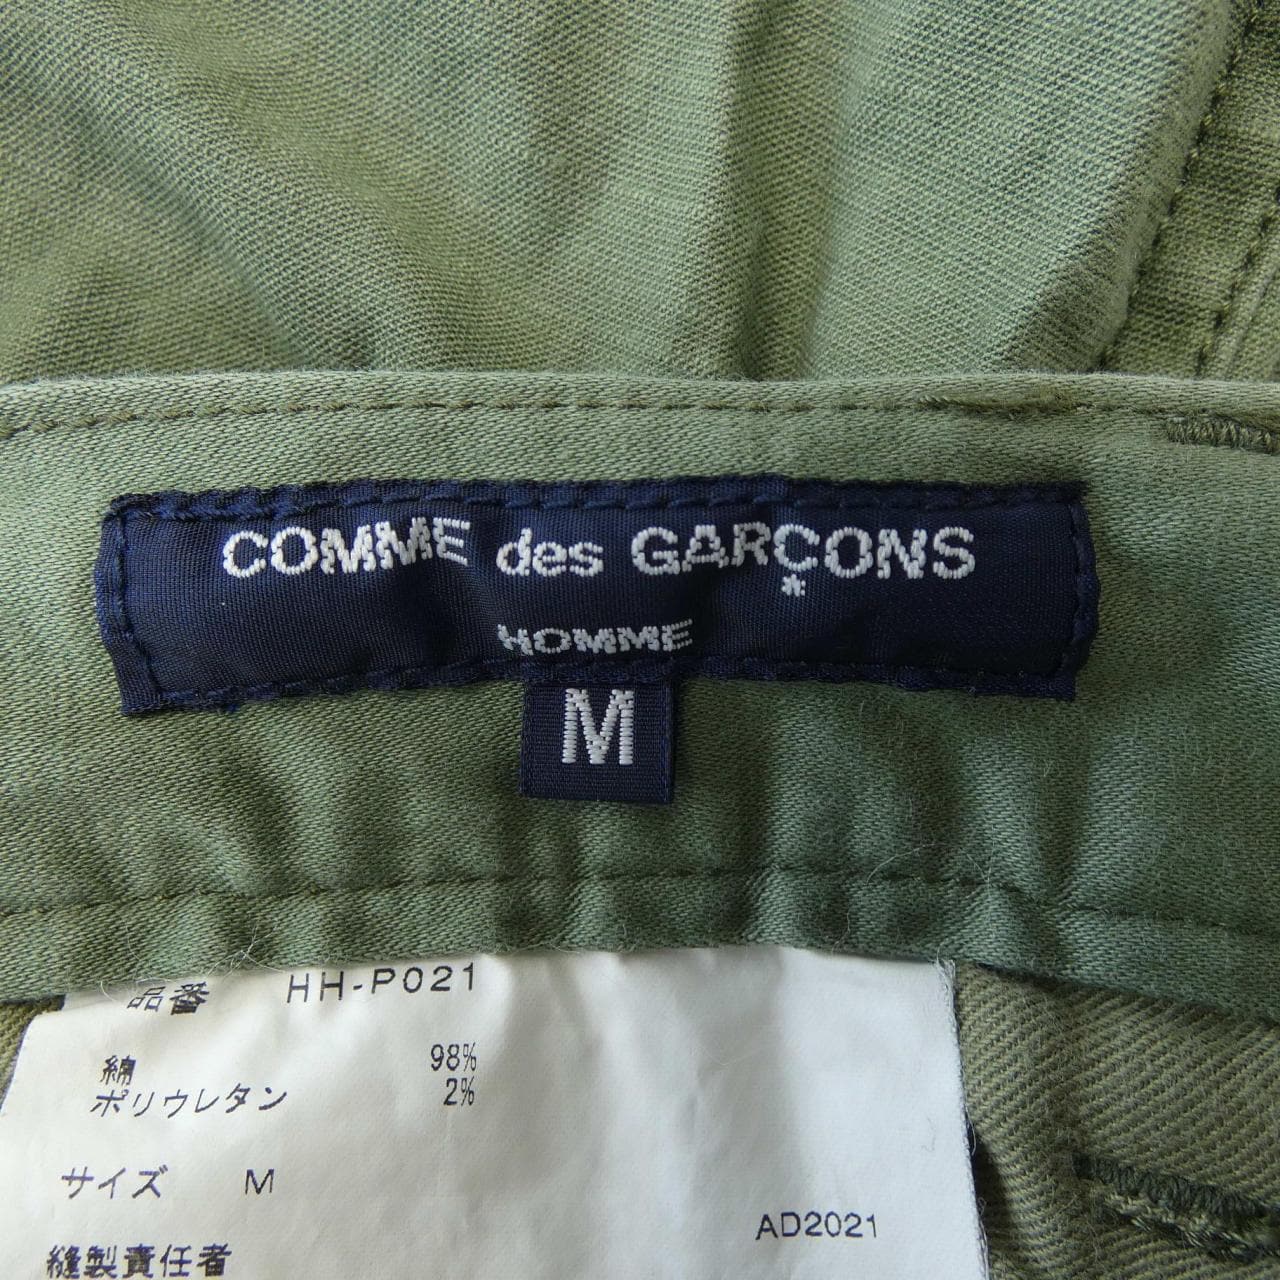 COMME des GARÇONS
HOMME
M
品番 HH-P021
綿 98%
ポリウレタン 2%
サイズ M
AD2021
縫製責任者